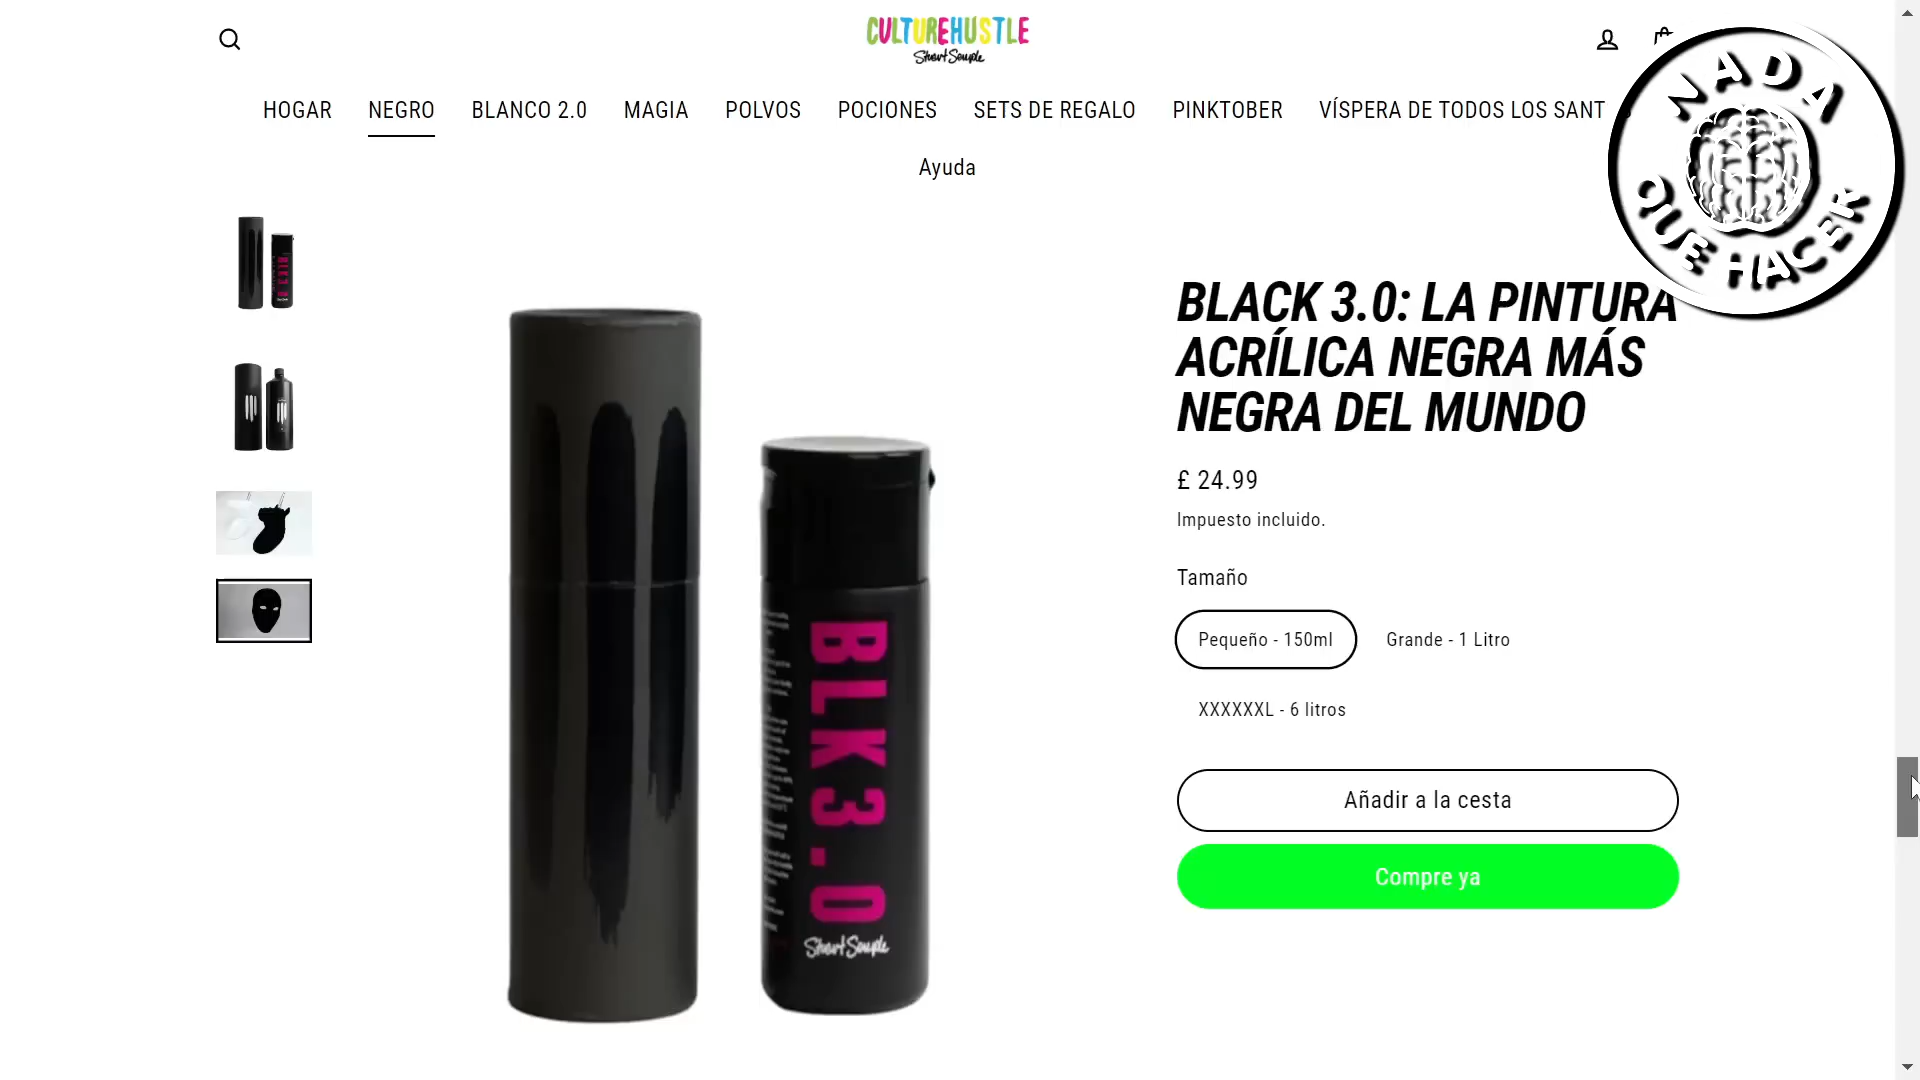 CULTUREHUSTLE
Stuart Semple
HOGAR NEGRO BLANCO 2.0 MAGIA POLVOS POCIONES SETS DE REGALO PINKTOBER VÍSPERA DE TODOS LOS SANT
Ayuda
NADA
QUE HACER
BLACK 3.0: LA PINTURA
ACRÍLICA NEGRA MÁS
NEGRA DEL MUNDO
£ 24.99
Impuesto incluido.
Tamaño
Pequeño - 150ml Grande - 1 Litro
XXXXXXL - 6 litros
Añadir a la cesta
Compre ya
BLK3.0
Stuart Semple
BLK3.0